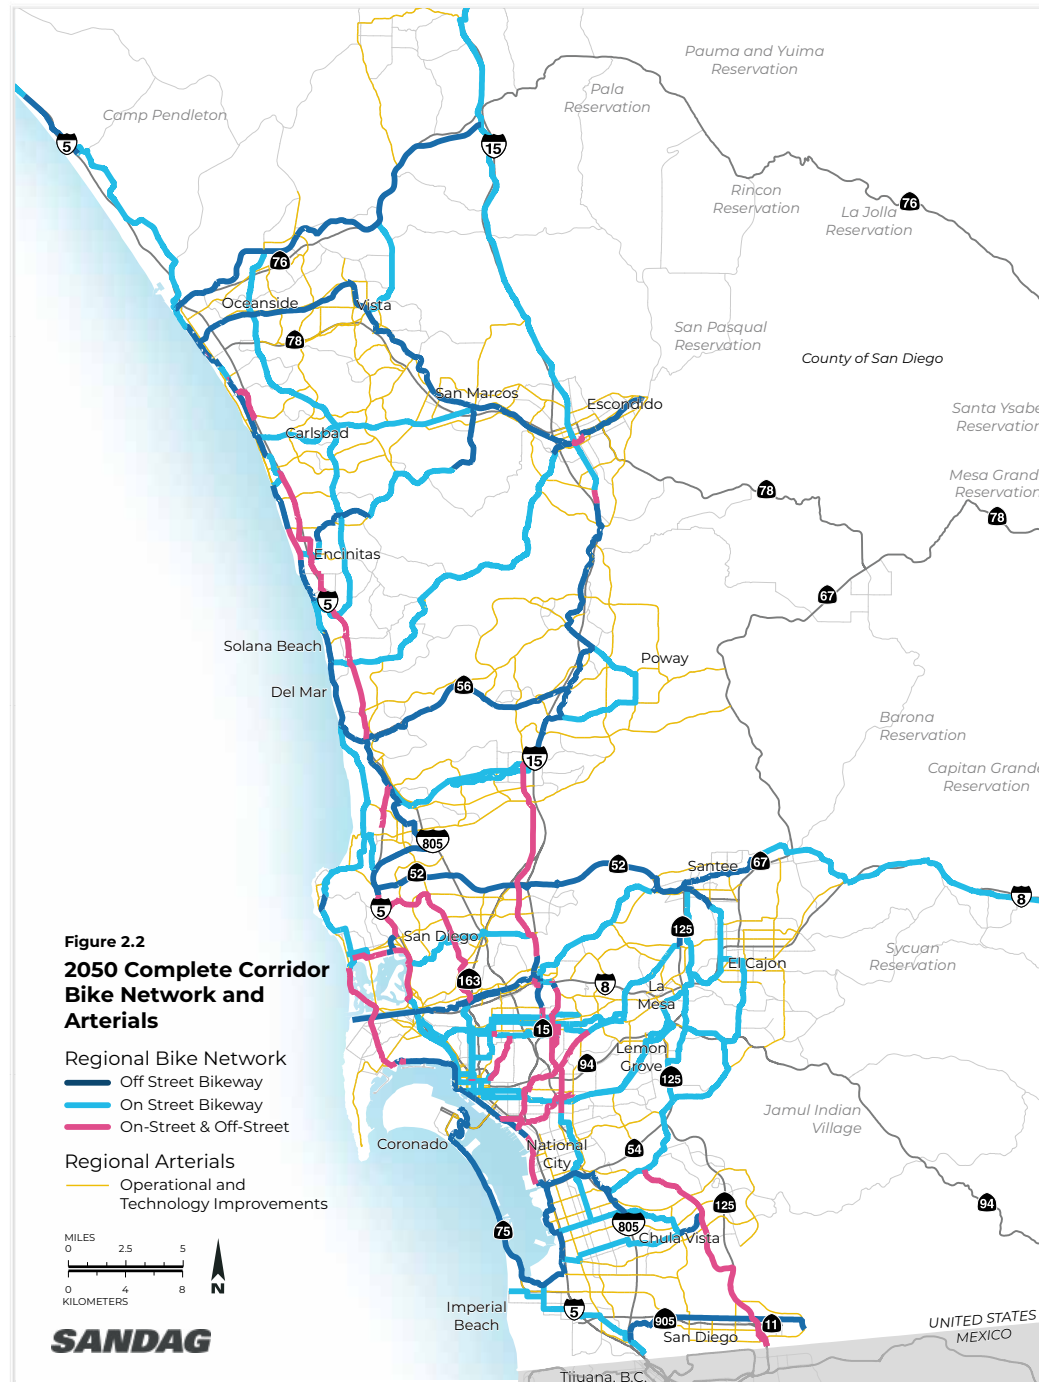 Pauma and Yuima
Reservation
Pala
Reservation
Camp Pendleton
5
15
Rincon
Reservation
76
La Jolla
Reservation
76
Oceanside
Vista
San Pasqual
Reservation
78
County of San Diego
San Marcos
Escondido
Santa Ysabe
Reservation
Carlsbad
Mesa Grand
Reservation
78
78
Encinitas
67
5
Solana Beach
Poway
56
Del Mar
Barona
Reservation
15
Capitan Grande
Reservation
805
52
52
Santee
67
8
5
San Diego
125
El Cajon
Sycuan
Reservation
163
8
La
Mesa
15
Lemon
Grove
94
125
Jamul Indian
Village
Coronado
National
City
54
125
94
75
805
Chula Vista
Imperial
Beach
5
905
San Diego
11
UNITED STATES
MEXICO
Tijuana, B.C.
Figure 2.2
2050 Complete Corridor
Bike Network and
Arterials
Regional Bike Network
Off Street Bikeway
On Street Bikeway
On-Street & Off-Street
Regional Arterials
Operational and
Technology Improvements
MILES
0 2.5 5
0 4 8
KILOMETERS
N
SANDAG